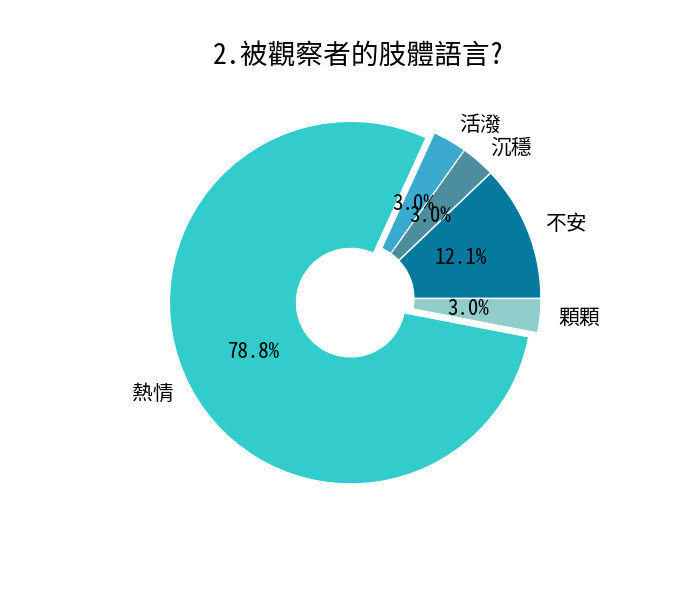 2.被觀察者的肢體語言?
活潑
沉穩
3.0%
3.0%
不安
12.1%
3.0%
顆顆
78.8%
熱情